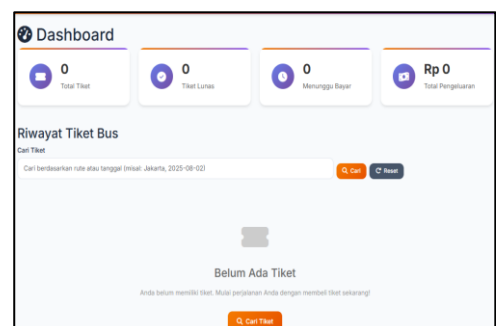 Dashboard
0
Total Tiket
0
Tiket Lunas
0
Menunggu Bayar
Rp 0
Total Pengeluaran
Riwayat Tiket Bus
Cari Tiket
Cari berdasarkan rute atau tanggal (misal: Jakarta, 2025-08-02)
Cari
Reset
Belum Ada Tiket
Anda belum memiliki tiket. Mulai perjalanan Anda dengan membeli tiket sekarang!
Cari Tiket